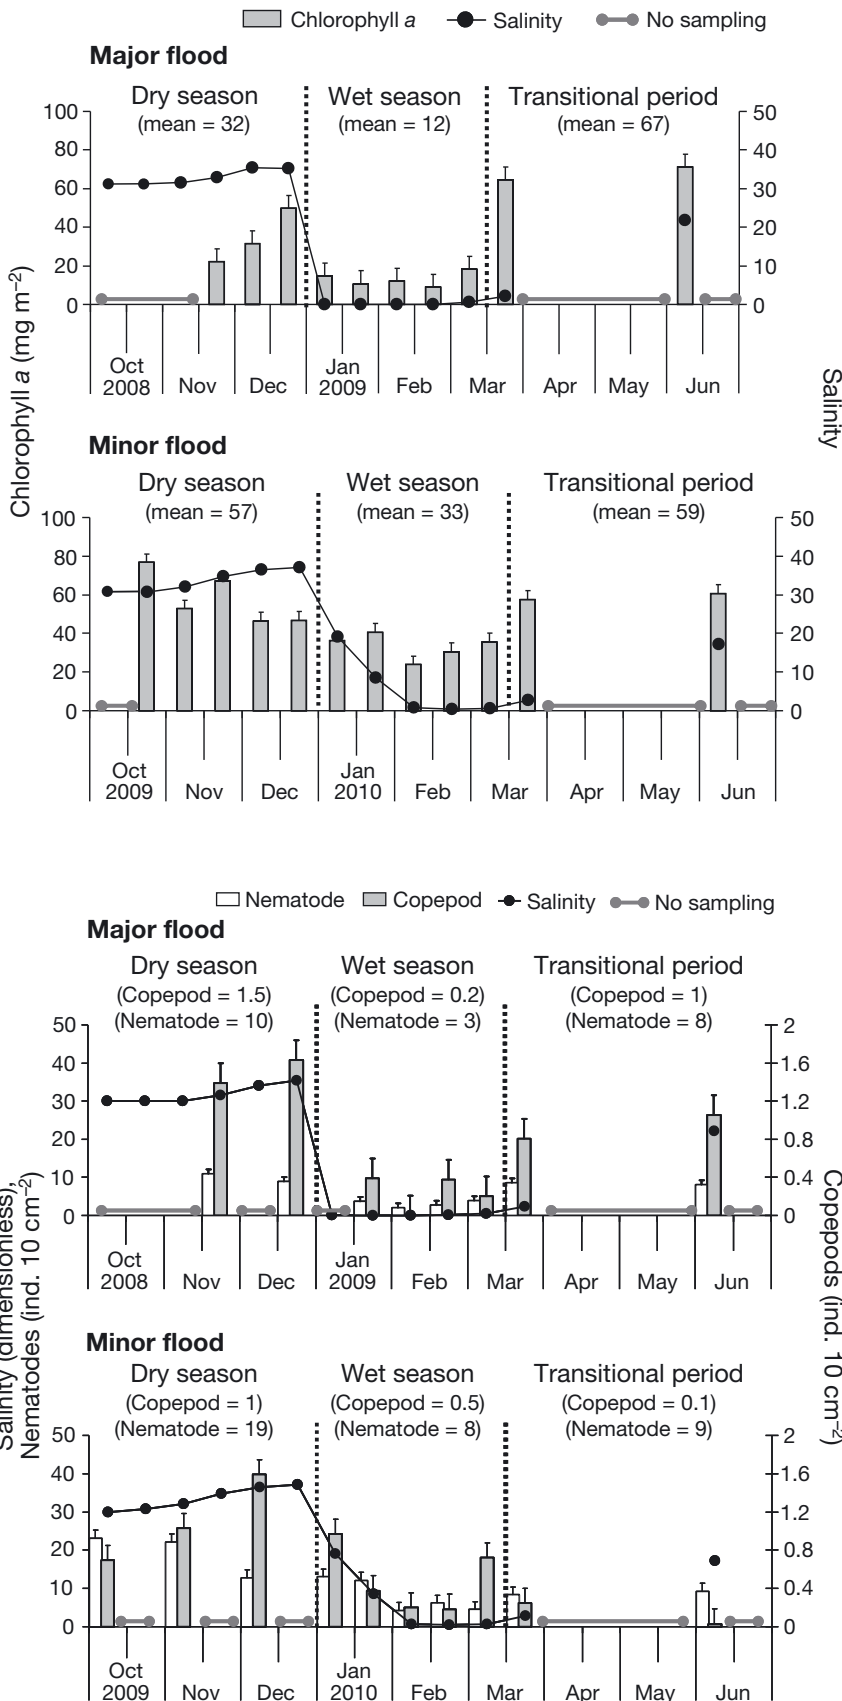 Chlorophyll a Salinity No sampling
Major flood
Dry season Wet season Transitional period
(mean = 32) (mean = 12) (mean = 67)
100 50
80 40
60 30
40 20
20 10
0 0
Oct Jan
2008 Nov Dec 2009 Feb Mar Apr May Jun
Chlorophyll a (mg m–2)
Salinity
Minor flood
Dry season Wet season Transitional period
(mean = 57) (mean = 33) (mean = 59)
100 50
80 40
60 30
40 20
20 10
0 0
Oct Jan
2009 Nov Dec 2010 Feb Mar Apr May Jun
Nematode Copepod Salinity No sampling
Major flood
Dry season Wet season Transitional period
(Copepod = 1.5) (Copepod = 0.2) (Copepod = 1)
(Nematode = 10) (Nematode = 3) (Nematode = 8)
50 2
40 1.6
30 1.2
20 0.8
10 0.4
0 0
Oct Jan
2008 Nov Dec 2009 Feb Mar Apr May Jun
Salinity (dimensionless),
Nematodes (ind. 10 cm–2)
Copepods (ind. 10 cm–2)
Minor flood
Dry season Wet season Transitional period
(Copepod = 1) (Copepod = 0.5) (Copepod = 0.1)
(Nematode = 19) (Nematode = 8) (Nematode = 9)
50 2
40 1.6
30 1.2
20 0.8
10 0.4
0 0
Oct Jan
2009 Nov Dec 2010 Feb Mar Apr May Jun